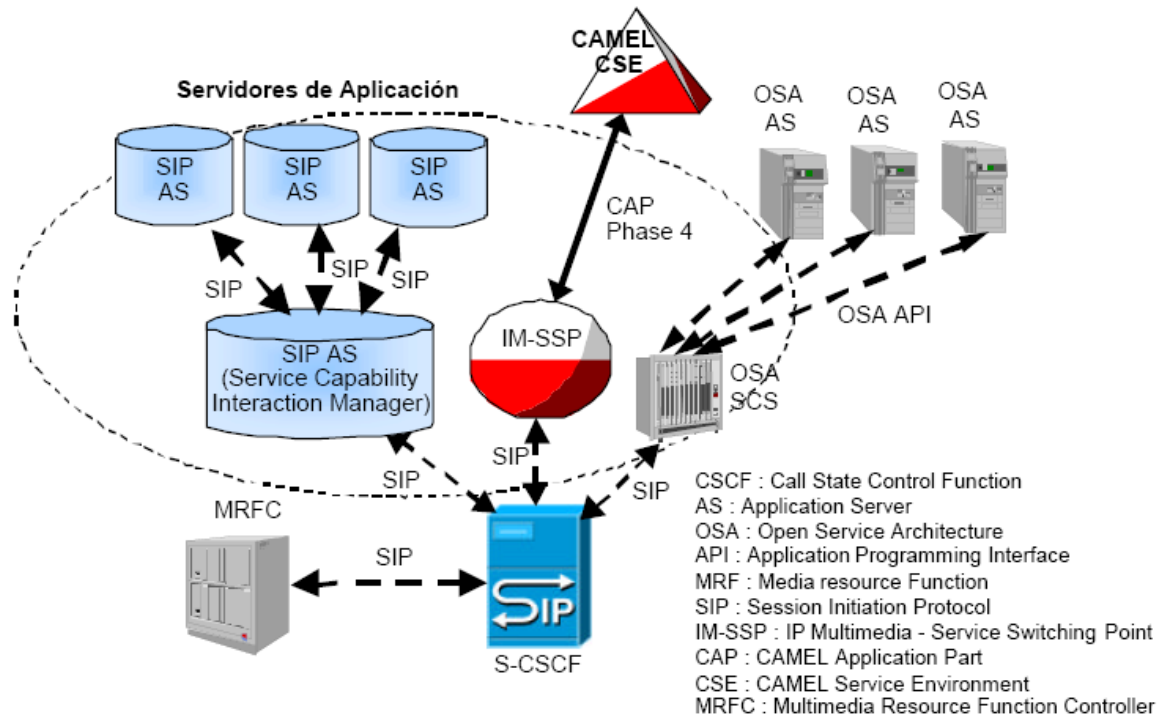 CAMEL
CSE
Servidores de Aplicación
OSA
AS
OSA
AS
OSA
AS
SIP
AS
SIP
AS
SIP
AS
CAP
Phase 4
SIP
SIP
SIP
OSA API
IM-SSP
SIP AS
(Service Capability
Interaction Manager)
OSA
SCS
SIP
SIP
SIP
MRFC
SIP
SIP
S-CSCF
CSCF : Call State Control Function
AS : Application Server
OSA : Open Service Architecture
API : Application Programming Interface
MRF : Media resource Function
SIP : Session Initiation Protocol
IM-SSP : IP Multimedia - Service Switching Point
CAP : CAMEL Application Part
CSE : CAMEL Service Environment
MRFC : Multimedia Resource Function Controller